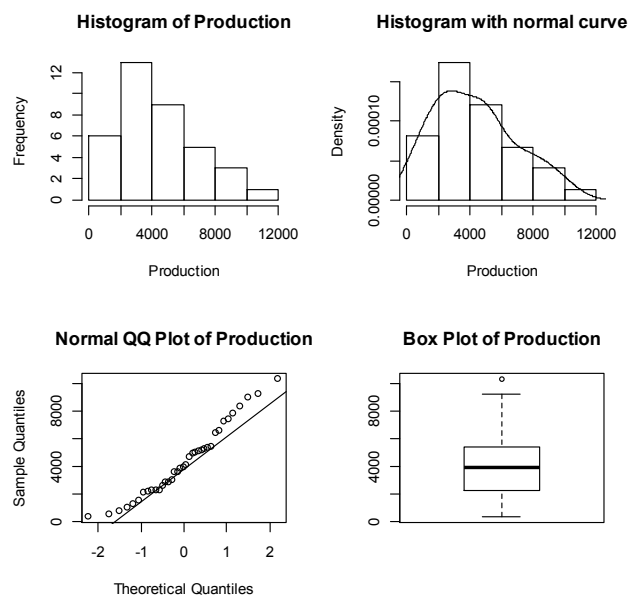 Histogram of Production
Frequency
0 2 4 6 8 12
0 4000 8000 12000
Production
Histogram with normal curve
Density
0.00000 0.00010
0 4000 8000 12000
Production
Normal QQ Plot of Production
Sample Quantiles
0 4000 8000
-2 -1 0 1 2
Theoretical Quantiles
Box Plot of Production
0 4000 8000